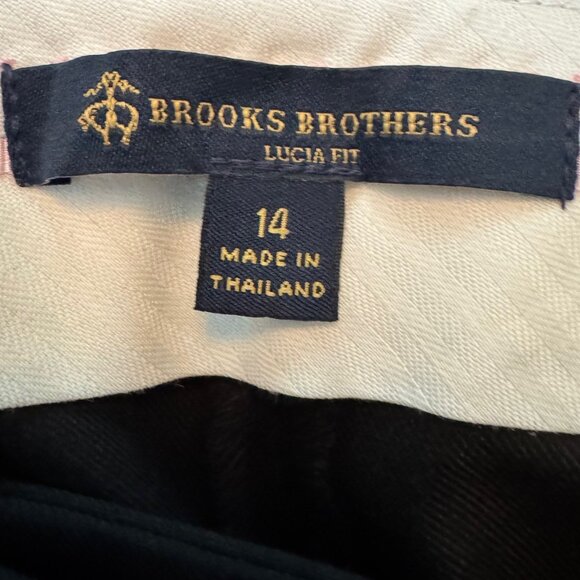 BROOKS BROTHERS
LUCIA FIT
14
MADE IN
THAILAND